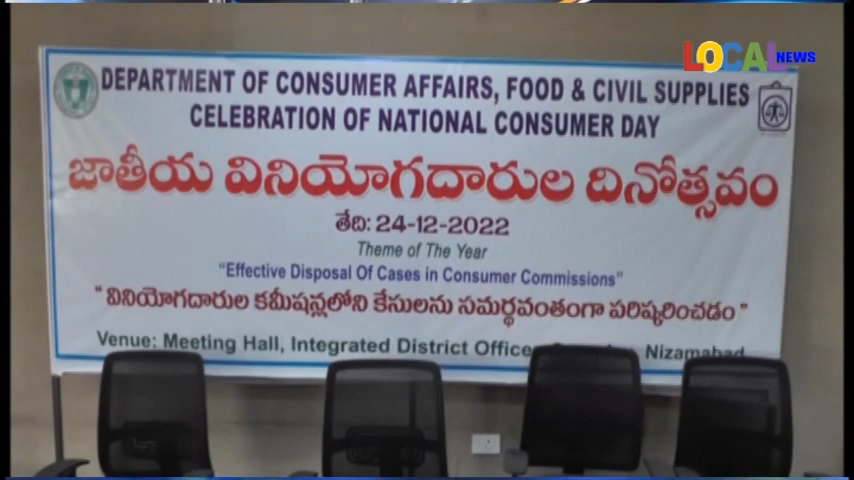 LOCAL NEWS
DEPARTMENT OF CONSUMER AFFAIRS, FOOD & CIVIL SUPPLIES
CELEBRATION OF NATIONAL CONSUMER DAY
జాతీయ వినియోగదారుల దినోత్సవం
తేది: 24-12-2022
Theme of The Year
"Effective Disposal Of Cases in Consumer Commissions"
" వినియోగదారుల కమీషన్లలోని కేసులను సమర్థవంతంగా పరిష్కరించడం "
Venue: Meeting Hall, Integrated District Office Nizamabad